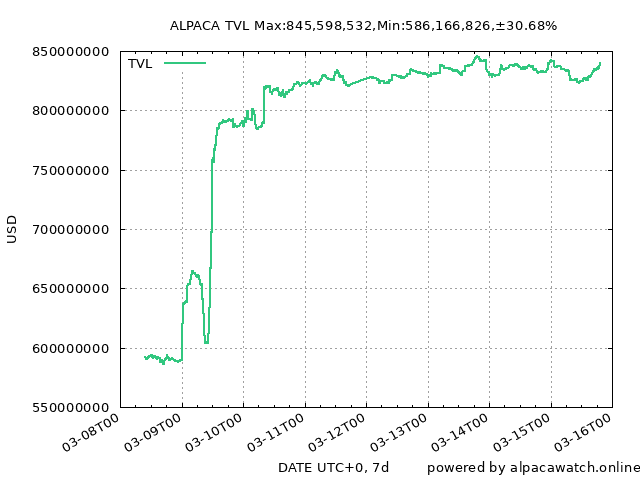 ALPACA TVL Max:845,598,532,Min:586,166,826,±30.68%
TVL
850000000
800000000
750000000
700000000
650000000
600000000
550000000
USD
03-08T00
03-09T00
03-10T00
03-11T00
03-12T00
03-13T00
03-14T00
03-15T00
03-16T00
DATE UTC+0, 7d
powered by alpacawatch.online